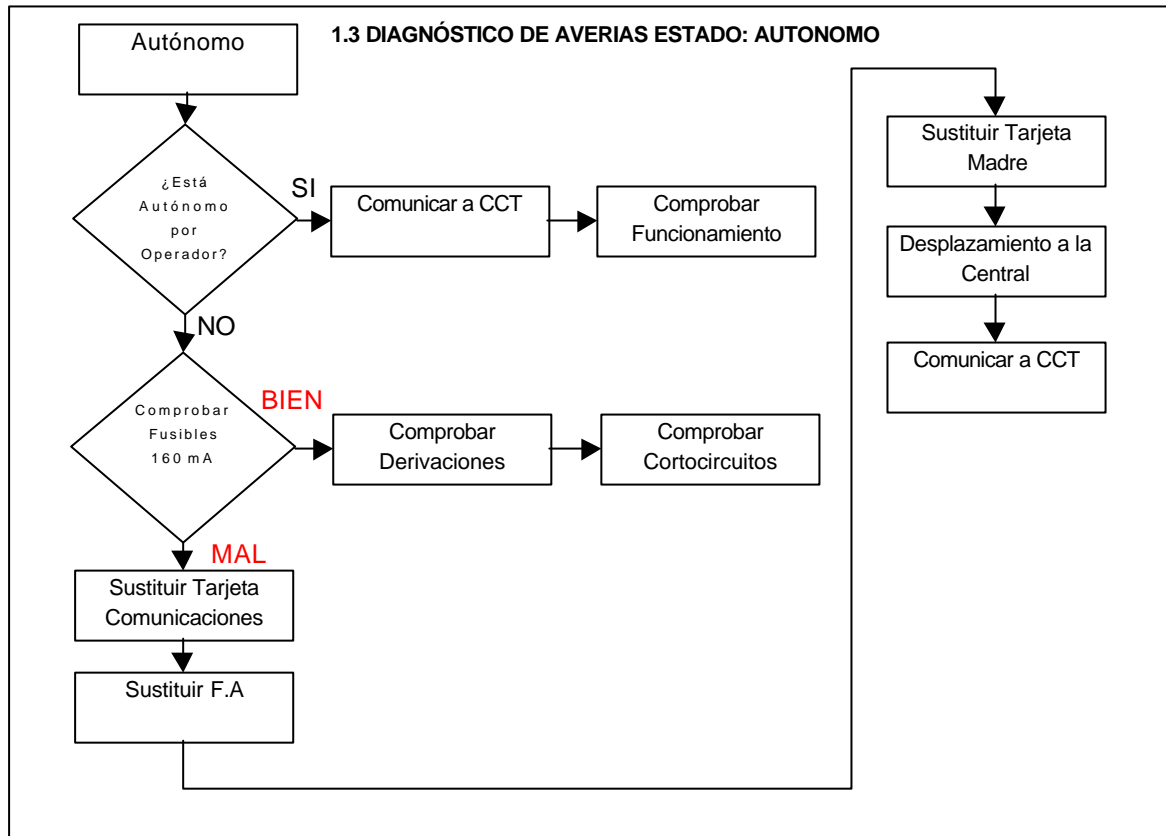 1.3 DIAGNÓSTICO DE AVERIAS ESTADO: AUTONOMO
Autónomo
¿Está
Autónomo
por
Operador?
SI
Comunicar a CCT
Comprobar
Funcionamiento
NO
Comprobar
Fusibles
160 mA
BIEN
Comprobar
Derivaciones
Comprobar
Cortocircuitos
MAL
Sustituir Tarjeta
Comunicaciones
Sustituir F.A
Sustituir Tarjeta
Madre
Desplazamiento a la
Central
Comunicar a CCT